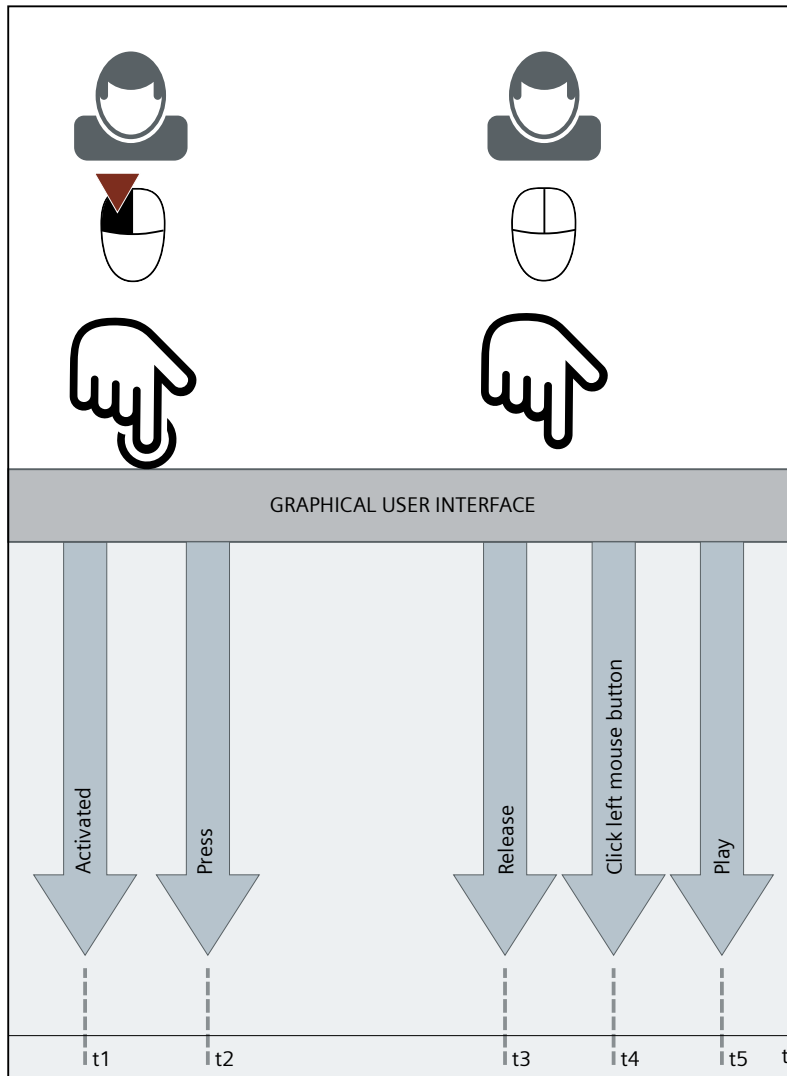 GRAPHICAL USER INTERFACE
Activated
Press
Release
Click left mouse button
Play
t1
t2
t3
t4
t5
t